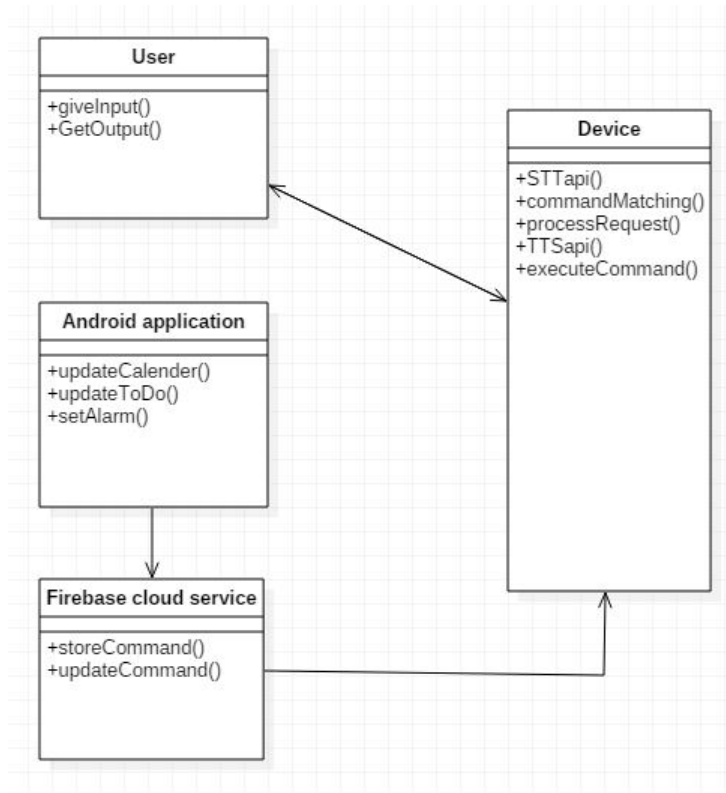 User
+giveInput()
+GetOutput()
Device
+STTapi()
+commandMatching()
+processRequest()
+TTSapi()
+executeCommand()
Android application
+updateCalender()
+updateToDo()
+setAlarm()
Firebase cloud service
+storeCommand()
+updateCommand()